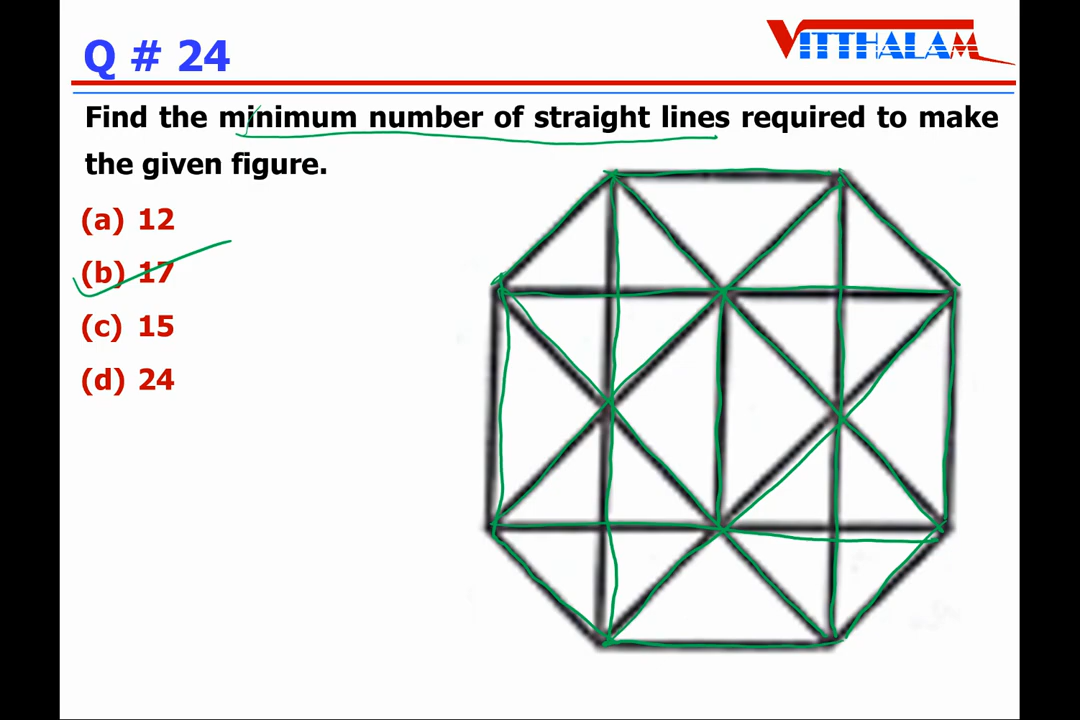 Q # 24
VITTHALAM
Find the minimum number of straight lines required to make
the given figure.
(a) 12
(b) 17
(c) 15
(d) 24